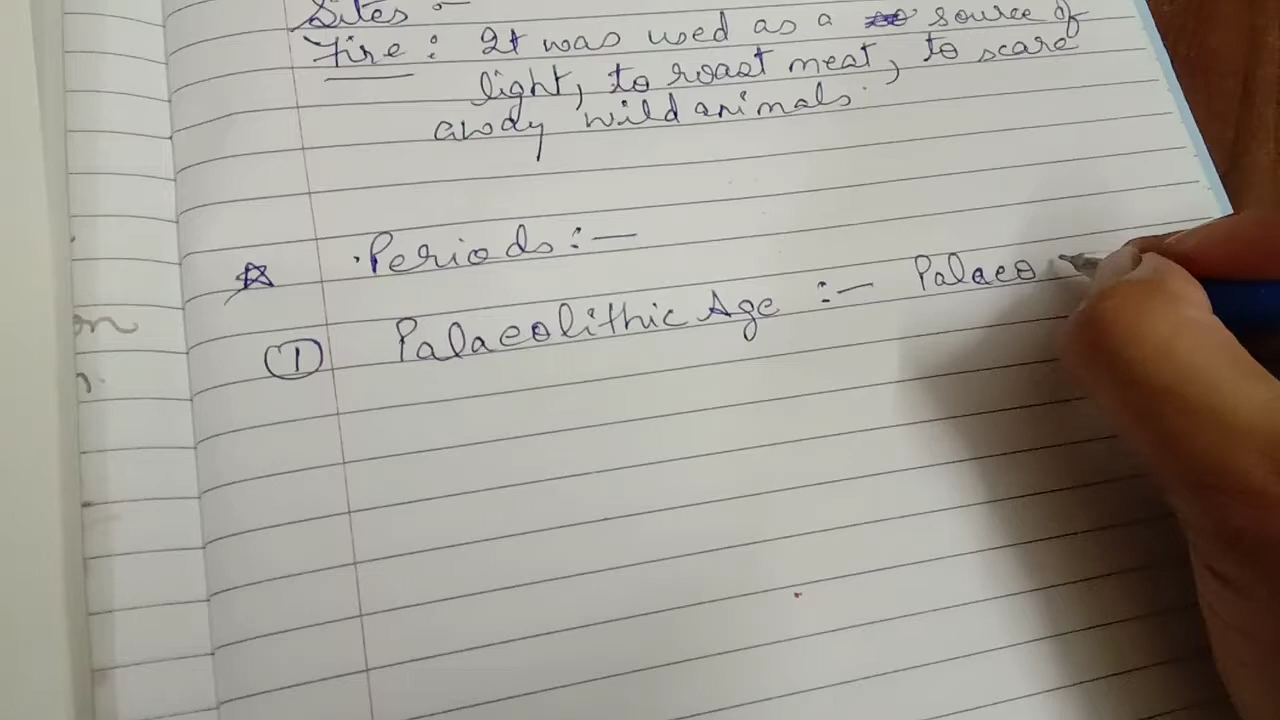 Sites :-
Fire : It was used as a source of
light, to roast meat, to scare
away wild animals.
Periods :-
① Palaeolithic Age :- Palaeo